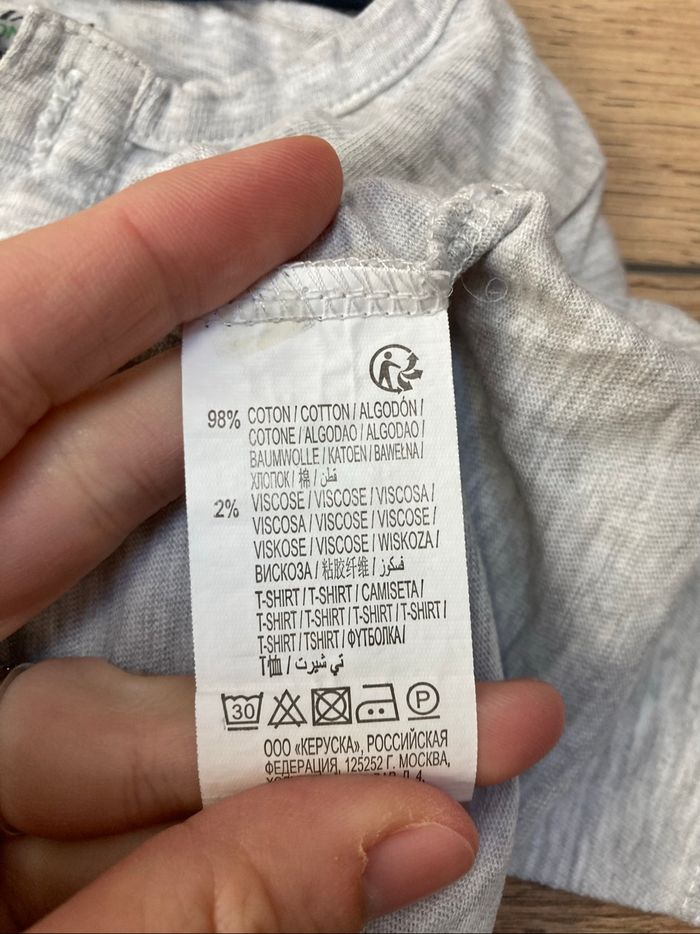 98% COTON / COTTON / ALGODÓN /
COTONE / ALGODAO / ALGODAO /
BAUMWOLLE / KATOEN / BAWEŁNA /
ХЛОПОК / 棉 / قطن
2% VISCOSE / VISCOSE / VISCOSA /
VISCOSA / VISCOSE / VISCOSE /
VISKOSE / VISCOSE / WISKOZA /
ВИСКОЗА / 粘胶纤维 / فسكوز
T-SHIRT / T-SHIRT / CAMISETA /
T-SHIRT / T-SHIRT / T-SHIRT / T-SHIRT /
T-SHIRT / TSHIRT / ФУТБОЛКА /
T恤 / تي شيرت
30 P
ООО «КЕРУСКА», РОССИЙСКАЯ
ФЕДЕРАЦИЯ, 125252 Г. МОСКВА,
Д. 4,